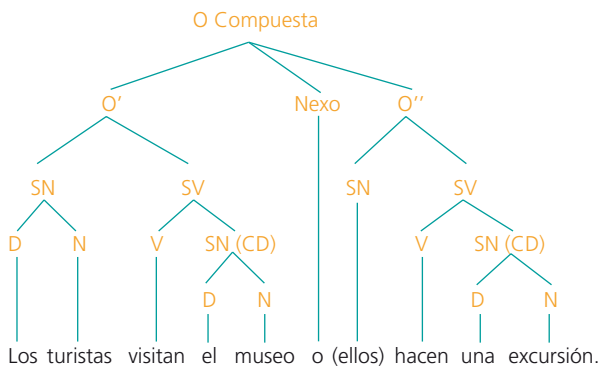 O Compuesta
O' Nexo O''
SN SV SN SV
D N V SN (CD) V SN (CD)
D N D N
Los turistas visitan el museo o (ellos) hacen una excursión.